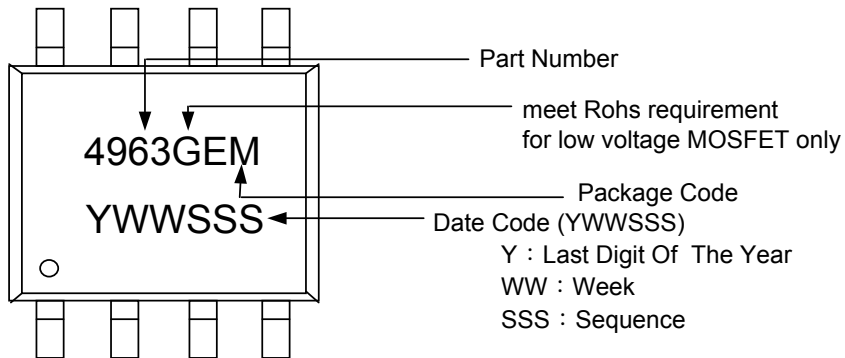 Part Number
meet Rohs requirement
for low voltage MOSFET only
4963GEM
Package Code
YWWSSS
Date Code (YWWSSS)
Y：Last Digit Of The Year
WW：Week
SSS：Sequence